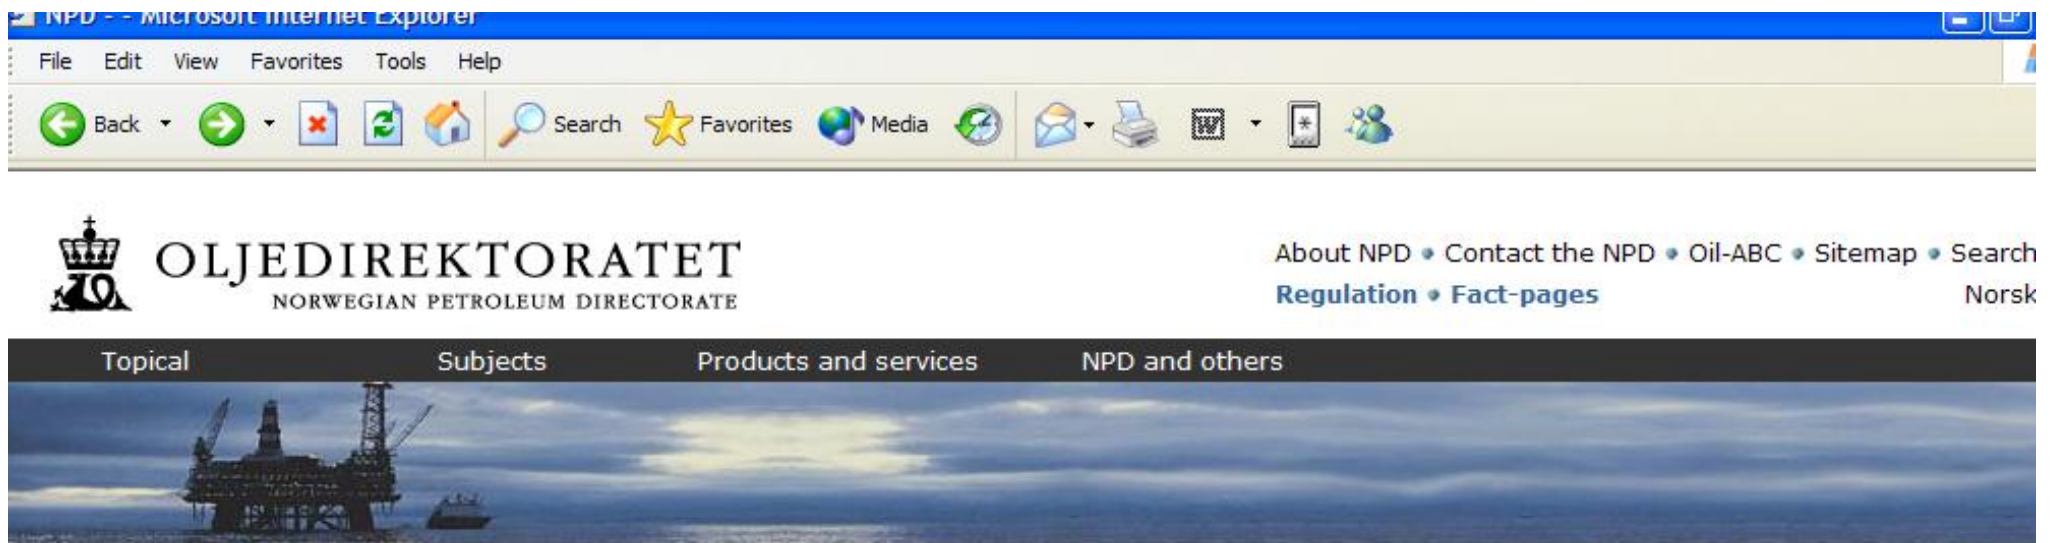 NPD - - Microsoft Internet Explorer
File Edit View Favorites Tools Help
Back Search Favorites Media
OLJEDIREKTORATET
NORWEGIAN PETROLEUM DIRECTORATE
About NPD • Contact the NPD • Oil-ABC • Sitemap • Search
Regulation • Fact-pages Norsk
Topical Subjects Products and services NPD and others